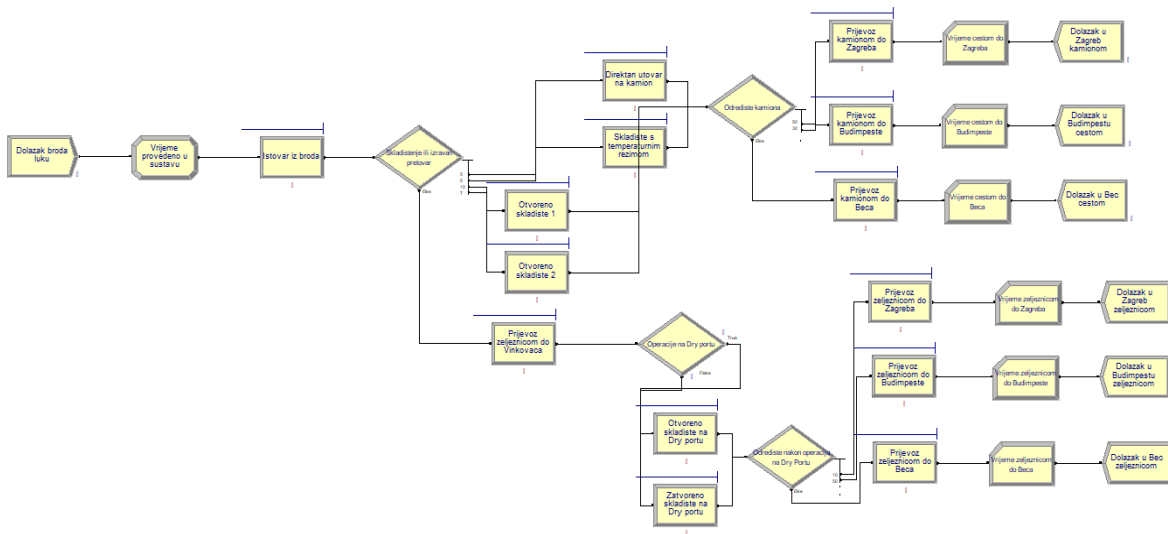 Dolazak broda
luku
Vrijeme
provedeno u
sustavu
Istovar iz broda
Skladistenje ili izravan
pretovar
Else
Direktan utovar
na kamion
Skladiste s
temperaturnim
rezimom
Otvoreno
skladiste 1
Otvoreno
skladiste 2
Odrediste kamiona
50
30
Else
Prijevoz
kamionom do
Zagreba
Vrijeme cestom do
Zagreba
Dolazak u
Zagreb
kamionom
Prijevoz
kamionom do
Budimpeste
Vrijeme cestom do
Budimpeste
Dolazak u
Budimpestu
cestom
Prijevoz
kamionom do
Beca
Vrijeme cestom do
Beca
Dolazak u Bec
cestom
Prijevoz
zeljeznicom do
Vinkovaca
Operacije na Dry portu
True
False
Otvoreno
skladiste na
Dry portu
Zatvoreno
skladiste na
Dry portu
Odrediste nakon operacija
na Dry Portu
10
50
Else
Prijevoz
zeljeznicom do
Zagreba
Vrijeme zeljeznicom
do Zagreba
Dolazak u
Zagreb
zeljeznicom
Prijevoz
zeljeznicom do
Budimpeste
Vrijeme zeljeznicom
do Budimpeste
Dolazak u
Budimpestu
zeljeznicom
Prijevoz
zeljeznicom do
Beca
Vrijeme zeljeznicom
do Beca
Dolazak u Bec
zeljeznicom